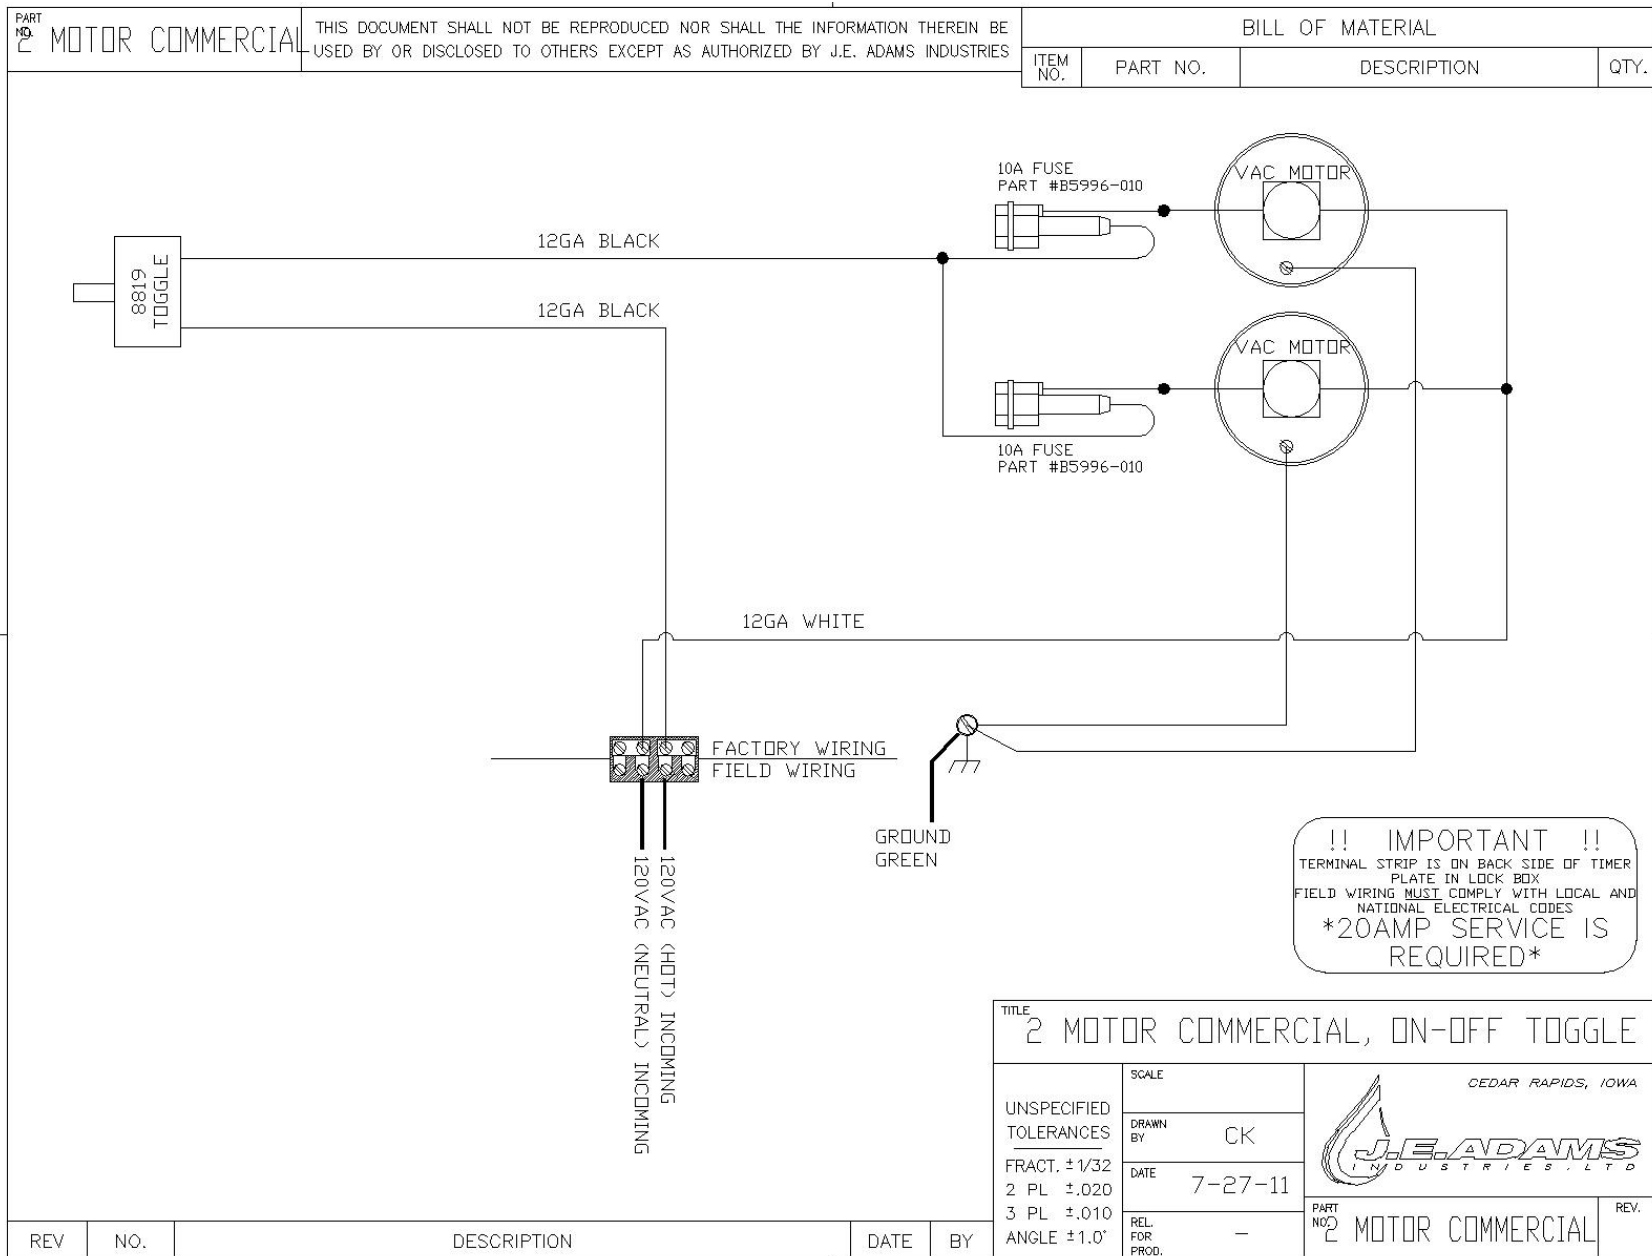 PART
NO.
2 MOTOR COMMERCIAL
THIS DOCUMENT SHALL NOT BE REPRODUCED NOR SHALL THE INFORMATION THEREIN BE
USED BY OR DISCLOSED TO OTHERS EXCEPT AS AUTHORIZED BY J.E. ADAMS INDUSTRIES
BILL OF MATERIAL
ITEM
NO.
PART NO.
DESCRIPTION
QTY.
10A FUSE
PART #B5996-010
VAC MOTOR
12GA BLACK
8819
TOGGLE
12GA BLACK
VAC MOTOR
10A FUSE
PART #B5996-010
12GA WHITE
FACTORY WIRING
FIELD WIRING
GROUND
GREEN
120VAC (HOT) INCOMING
120VAC (NEUTRAL) INCOMING
!! IMPORTANT !!
TERMINAL STRIP IS ON BACK SIDE OF TIMER
PLATE IN LOCK BOX
FIELD WIRING MUST COMPLY WITH LOCAL AND
NATIONAL ELECTRICAL CODES
*20AMP SERVICE IS
REQUIRED*
TITLE
2 MOTOR COMMERCIAL, ON-OFF TOGGLE
UNSPECIFIED
TOLERANCES
FRACT. ±1/32
2 PL ±.020
3 PL ±.010
ANGLE ±1.0°
SCALE
DRAWN
BY
CK
DATE
7-27-11
REL.
FOR
PROD.
-
CEDAR RAPIDS, IOWA
J.E.ADAMS
INDUSTRIES, LTD
PART
NO.
2 MOTOR COMMERCIAL
REV.
REV
NO.
DESCRIPTION
DATE
BY